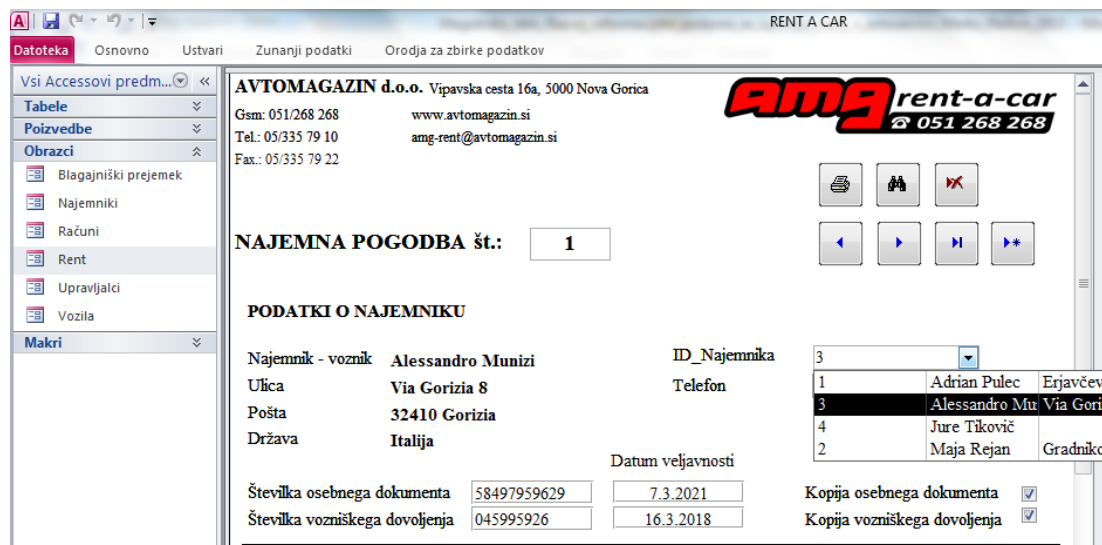 RENT A CAR
Datoteka Osnovno Ustvari Zunanji podatki Orodja za zbirke podatkov
Vsi Accessovi predm...
Tabele
Poizvedbe
Obrazci
Blagajniški prejemek
Najemniki
Računi
Rent
Upravljalci
Vozila
Makri
AVTOMAGAZIN d.o.o. Vipavska cesta 16a, 5000 Nova Gorica
Gsm: 051/268 268 www.avtomagazin.si
Tel.: 05/335 79 10 amg-rent@avtomagazin.si
Fax.: 05/335 79 22
amg rent-a-car
☎ 051 268 268
NAJEMNA POGODBA št.: 1
PODATKI O NAJEMNIKU
Najemnik - voznik Alessandro Munizi ID_Najemnika 3
Ulica Via Gorizia 8 Telefon
Pošta 32410 Gorizia
Država Italija
1 Adrian Pulec Erjavčev
3 Alessandro Mu Via Gori
4 Jure Tikovič
2 Maja Rejan Gradniko
Datum veljavnosti
Številka osebnega dokumenta 58497959629 7.3.2021 Kopija osebnega dokumenta
Številka vozniškega dovoljenja 045995926 16.3.2018 Kopija vozniškega dovoljenja